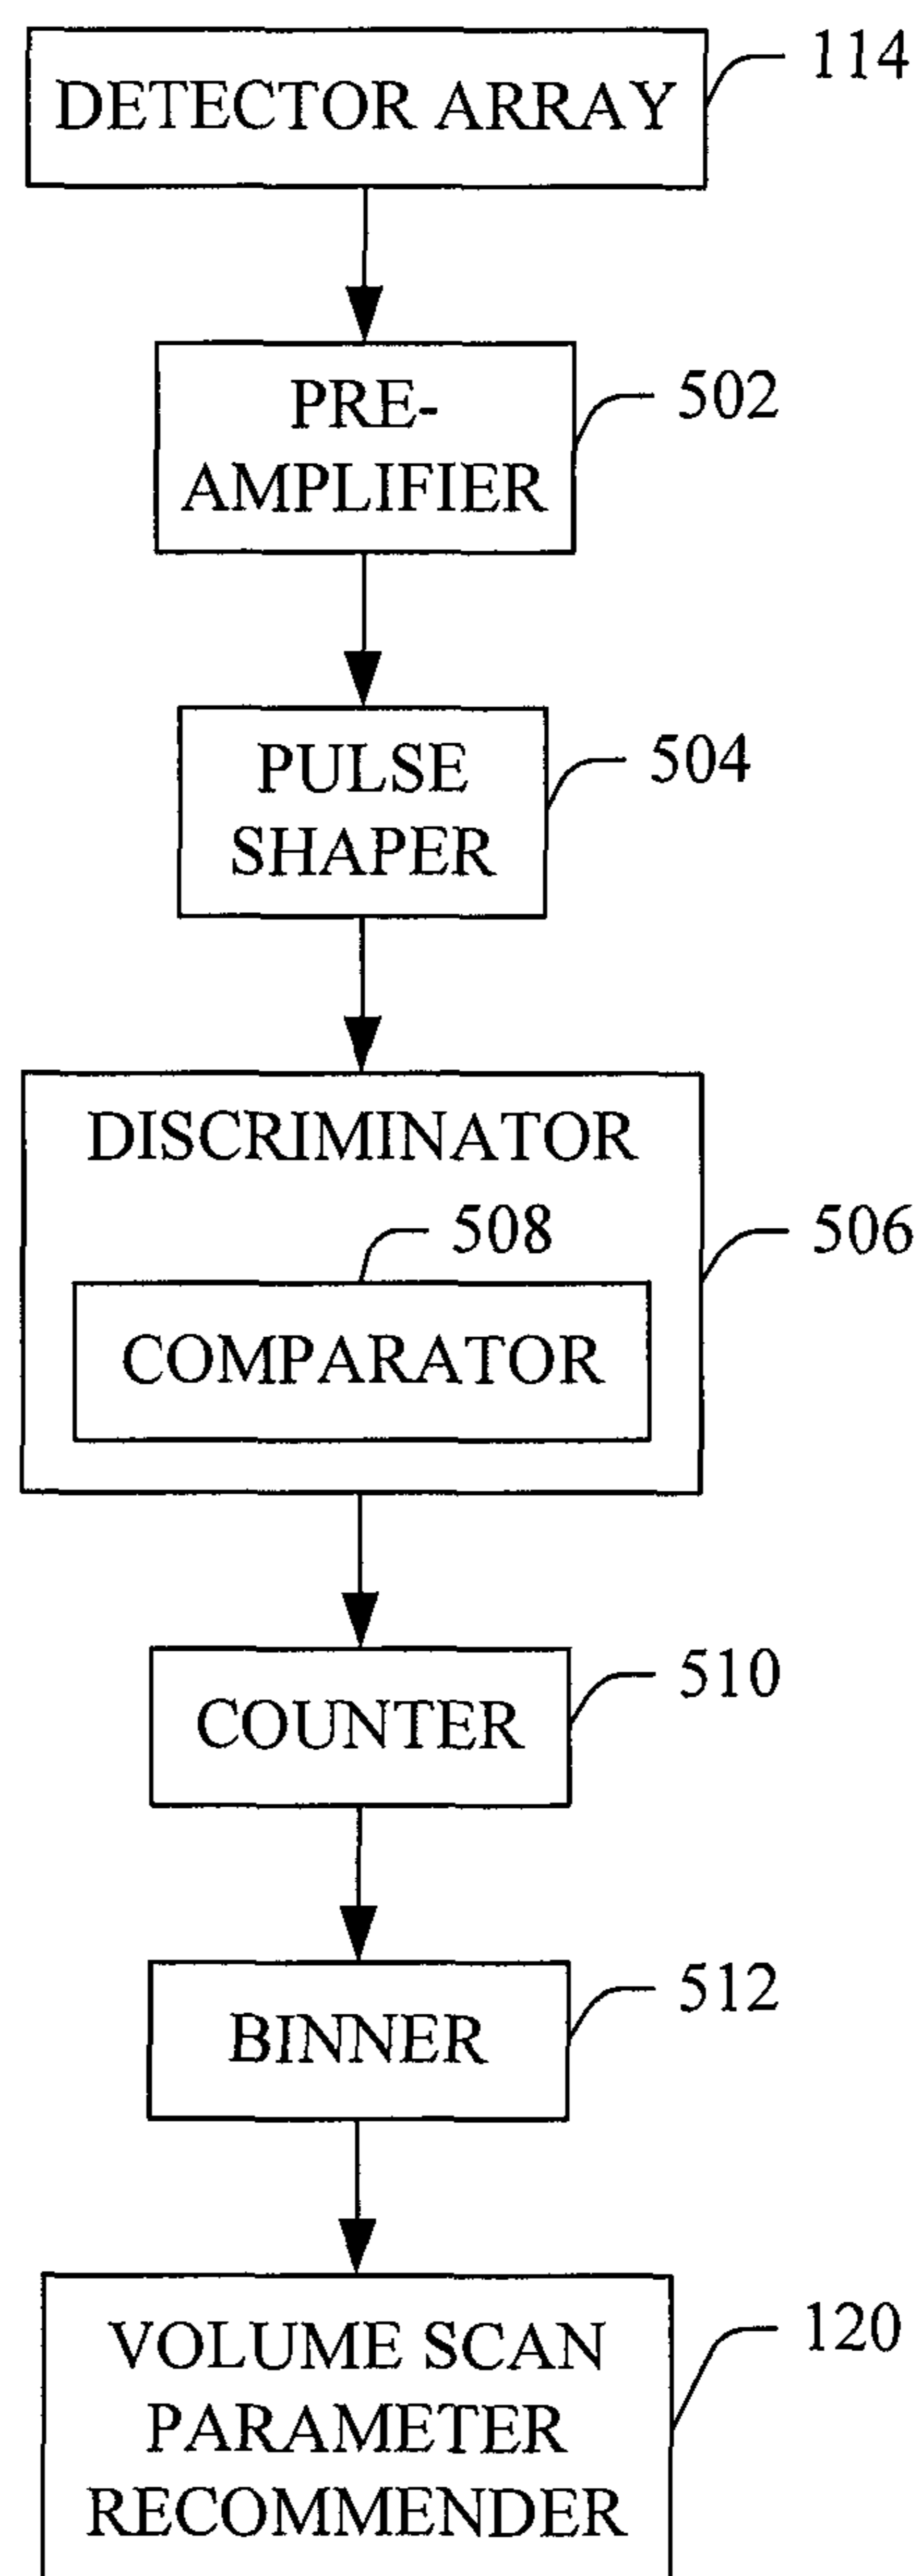 114
DETECTOR ARRAY
502
PRE-
AMPLIFIER
504
PULSE
SHAPER
DISCRIMINATOR
508
506
COMPARATOR
510
COUNTER
512
BINNER
120
VOLUME SCAN
PARAMETER
RECOMMENDER